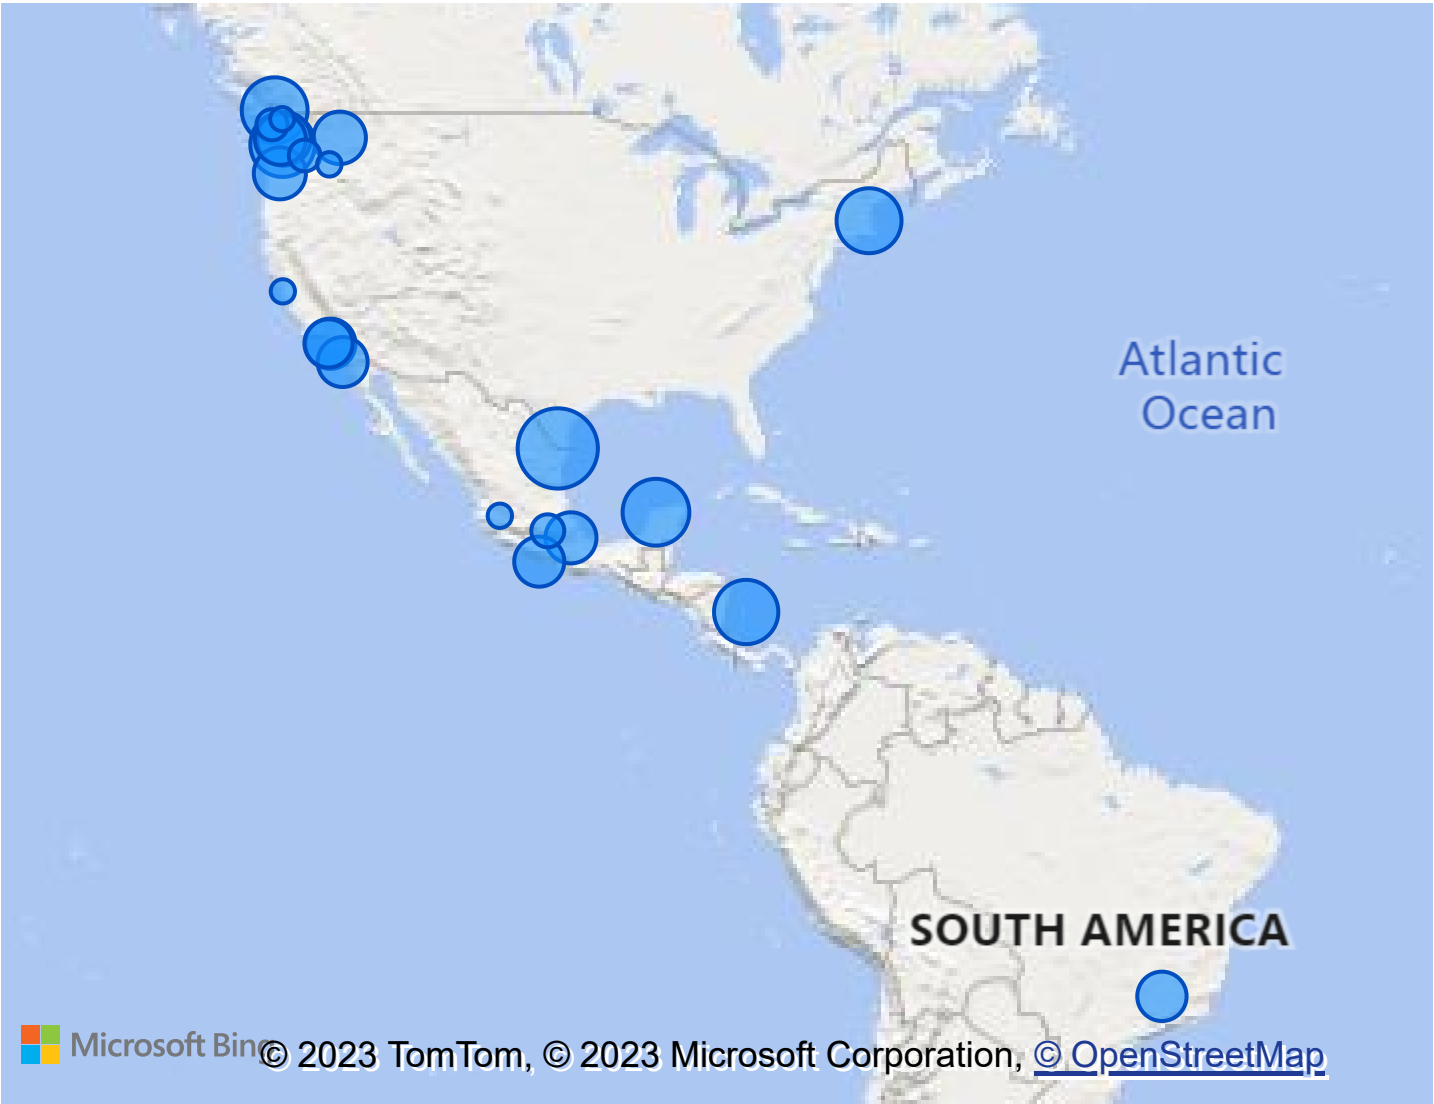 Atlantic
Ocean
SOUTH AMERICA
Microsoft Bing
© 2023 TomTom, © 2023 Microsoft Corporation, © OpenStreetMap